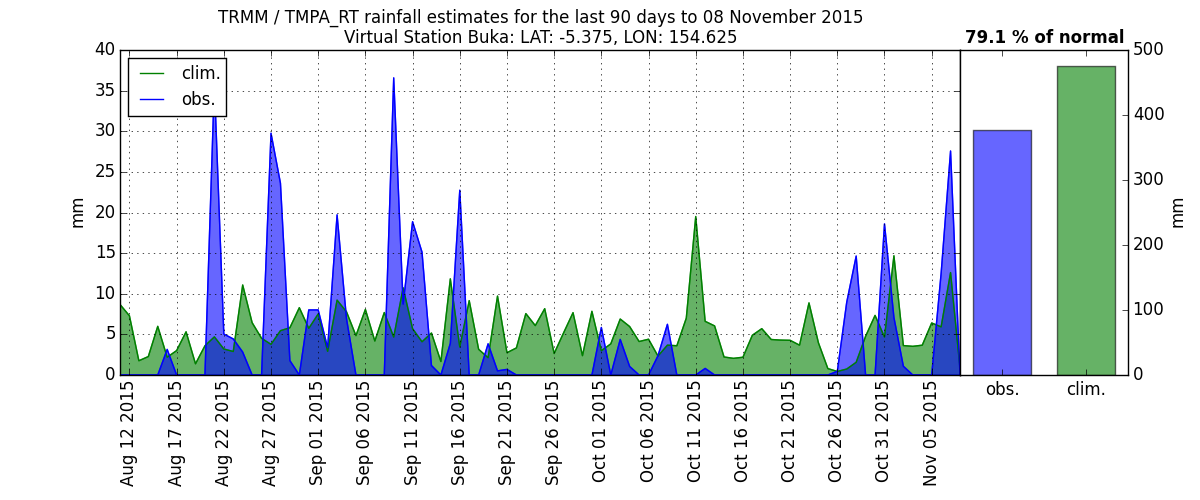 TRMM / TMPA_RT rainfall estimates for the last 90 days to 08 November 2015
Virtual Station Buka: LAT: -5.375, LON: 154.625
79.1 % of normal
clim.
obs.
mm
40
35
30
25
20
15
10
5
0
500
400
300
200
100
0
mm
Aug 12 2015
Aug 17 2015
Aug 22 2015
Aug 27 2015
Sep 01 2015
Sep 06 2015
Sep 11 2015
Sep 16 2015
Sep 21 2015
Sep 26 2015
Oct 01 2015
Oct 06 2015
Oct 11 2015
Oct 16 2015
Oct 21 2015
Oct 26 2015
Oct 31 2015
Nov 05 2015
obs.
clim.